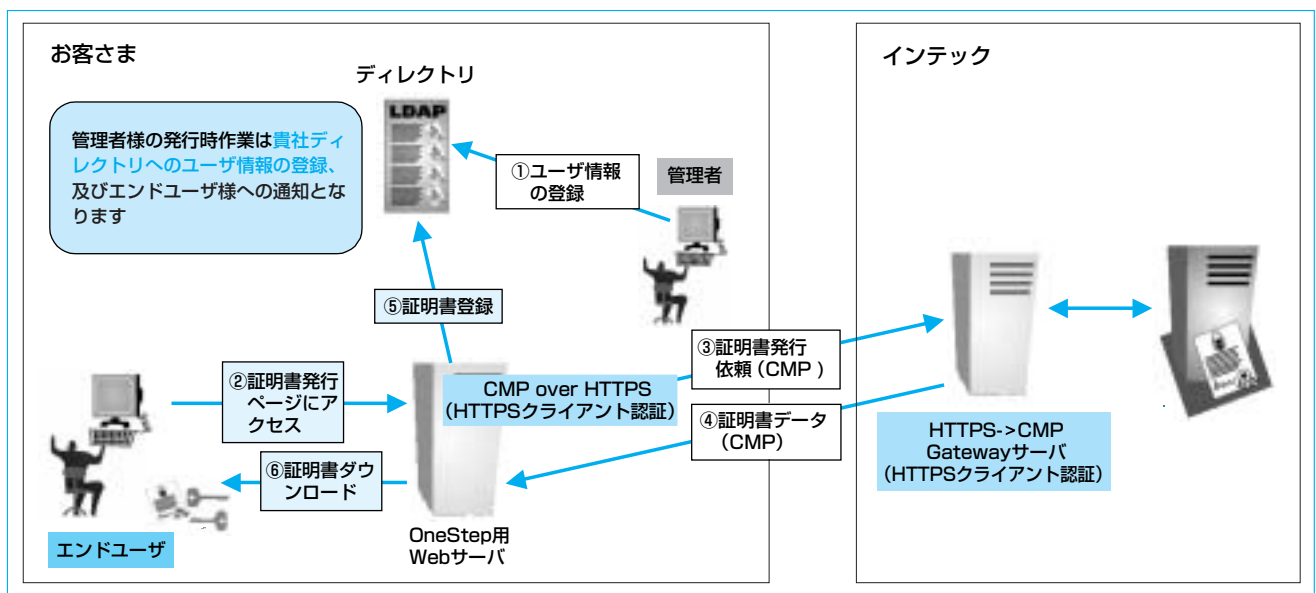 お客さま
インテック
ディレクトリ
LDAP
管理者様の発行時作業は貴社ディ
レクトリへのユーザ情報の登録、
及びエンドユーザ様への通知とな
ります
①ユーザ情報
の登録
管理者
⑤証明書登録
②証明書発行
ページにア
クセス
CMP over HTTPS
(HTTPSクライアント認証)
③証明書発行
依頼(CMP )
④証明書データ
(CMP)
HTTPS->CMP
Gatewayサーバ
(HTTPSクライアント認証)
⑥証明書ダウ
ンロード
エンドユーザ
OneStep用
Webサーバ